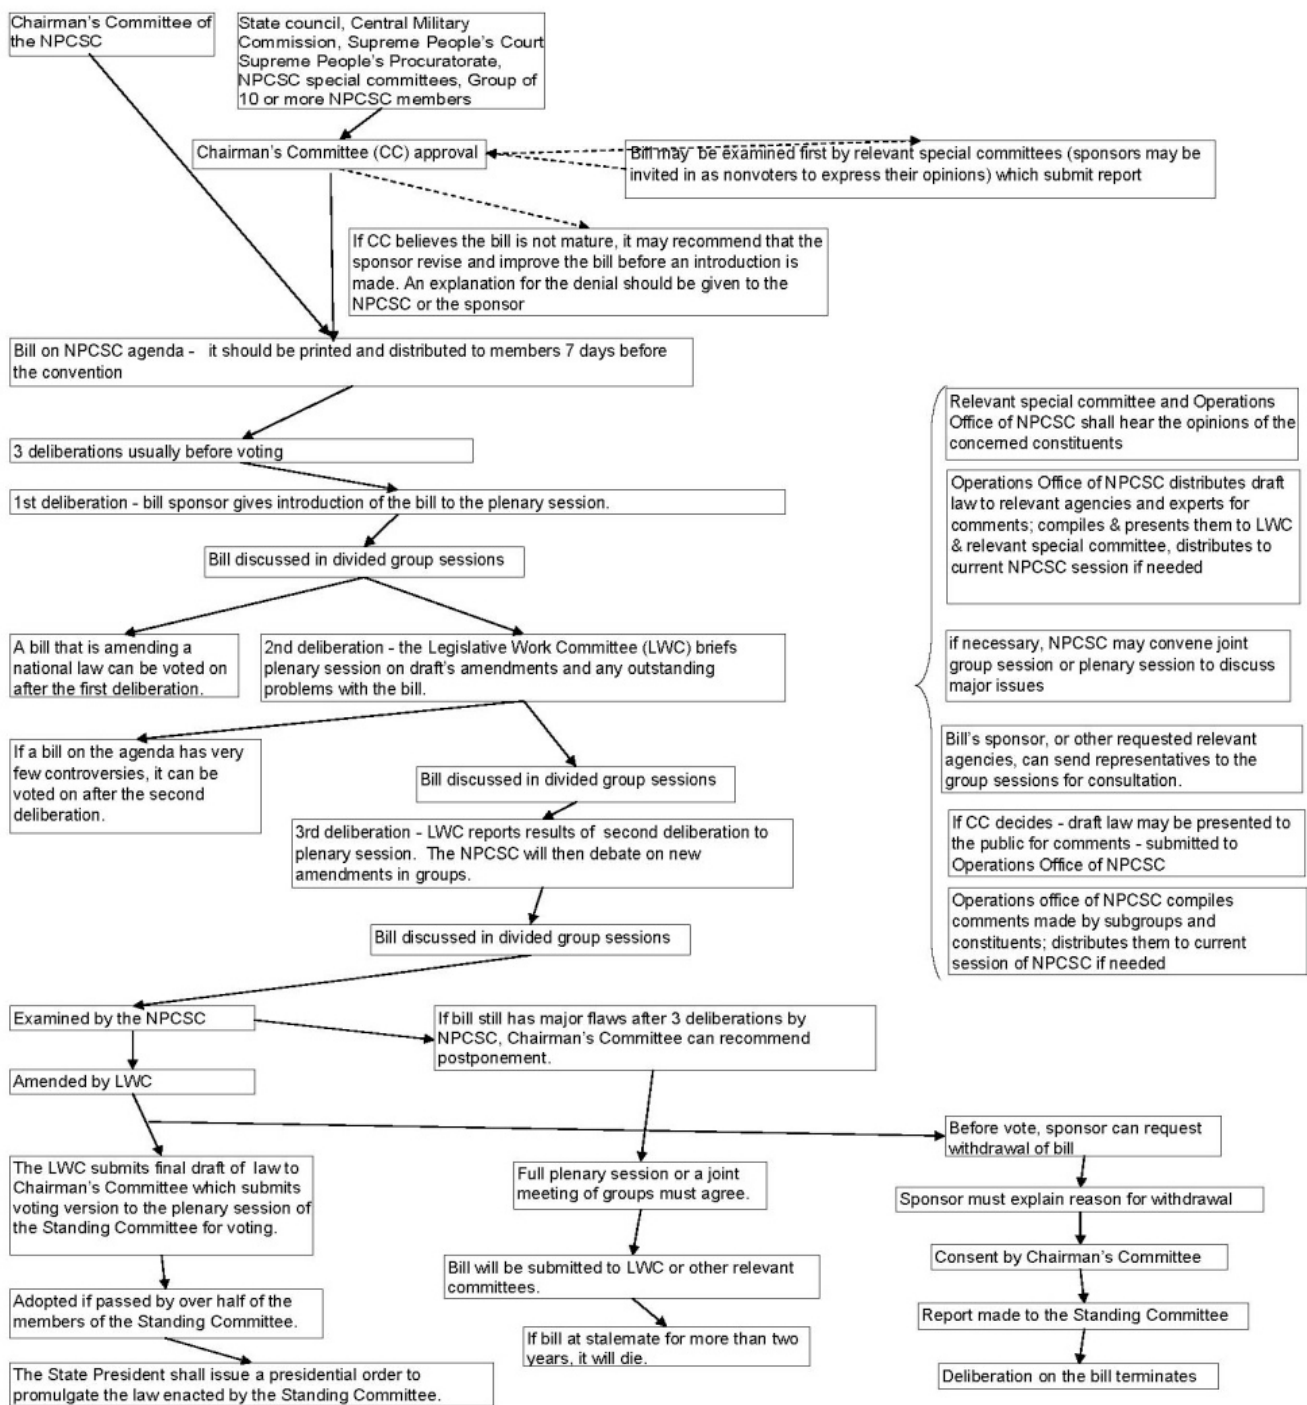 Chairman's Committee of
the NPCSC
State council, Central Military
Commission, Supreme People's Court
Supreme People's Procuratorate,
NPCSC special committees, Group of
10 or more NPCSC members
Chairman's Committee (CC) approval
Bill may be examined first by relevant special committees (sponsors may be
invited in as nonvoters to express their opinions) which submit report
If CC believes the bill is not mature, it may recommend that the
sponsor revise and improve the bill before an introduction is
made. An explanation for the denial should be given to the
NPCSC or the sponsor
Bill on NPCSC agenda - it should be printed and distributed to members 7 days before
the convention
3 deliberations usually before voting
1st deliberation - bill sponsor gives introduction of the bill to the plenary session.
Bill discussed in divided group sessions
A bill that is amending a
national law can be voted on
after the first deliberation.
2nd deliberation - the Legislative Work Committee (LWC) briefs
plenary session on draft's amendments and any outstanding
problems with the bill.
If a bill on the agenda has very
few controversies, it can be
voted on after the second
deliberation.
Bill discussed in divided group sessions
3rd deliberation - LWC reports results of second deliberation to
plenary session. The NPCSC will then debate on new
amendments in groups.
Bill discussed in divided group sessions
Relevant special committee and Operations
Office of NPCSC shall hear the opinions of the
concerned constituents
Operations Office of NPCSC distributes draft
law to relevant agencies and experts for
comments; compiles & presents them to LWC
& relevant special committee, distributes to
current NPCSC session if needed
if necessary, NPCSC may convene joint
group session or plenary session to discuss
major issues
Bill's sponsor, or other requested relevant
agencies, can send representatives to the
group sessions for consultation.
If CC decides - draft law may be presented to
the public for comments - submitted to
Operations Office of NPCSC
Operations office of NPCSC compiles
comments made by subgroups and
constituents; distributes them to current
session of NPCSC if needed
Examined by the NPCSC
If bill still has major flaws after 3 deliberations by
NPCSC, Chairman's Committee can recommend
postponement.
Amended by LWC
The LWC submits final draft of law to
Chairman's Committee which submits
voting version to the plenary session of
the Standing Committee for voting.
Adopted if passed by over half of the
members of the Standing Committee.
The State President shall issue a presidential order to
promulgate the law enacted by the Standing Committee.
Full plenary session or a joint
meeting of groups must agree.
Bill will be submitted to LWC or other relevant
committees.
If bill at stalemate for more than two
years, it will die.
Before vote, sponsor can request
withdrawal of bill
Sponsor must explain reason for withdrawal
Consent by Chairman's Committee
Report made to the Standing Committee
Deliberation on the bill terminates